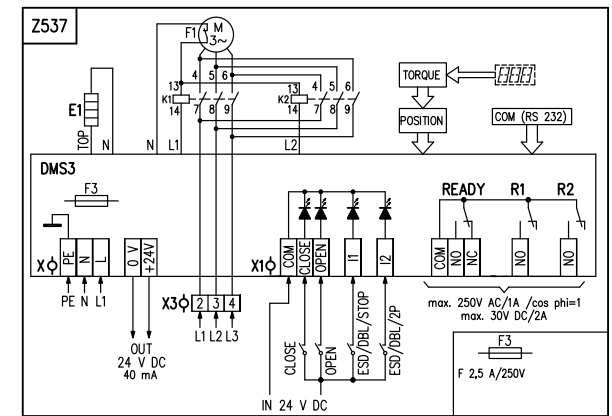 Z537
F1
M
3~
4 5 6
13
K1
14
7 8 9
13
K2
14
4 5 6
7 8 9
TORQUE
POSITION
COM (RS 232)
E1
TOP
N
N
L1
L2
DMS3
F3
READY R1 R2
X
PE
N
L
0 V
+24V
X3
2 3 4
X1
COM
CLOSE
OPEN
I1
I2
COM
NO
NC
NO
NO
PE N L1
L1 L2 L3
OUT
24 V DC
40 mA
CLOSE
OPEN
ESD/DBL/STOP
ESD/DBL/2P
IN 24 V DC
max. 250V AC/1A /cos phi=1
max. 30V DC/2A
F3
F 2,5 A/250V